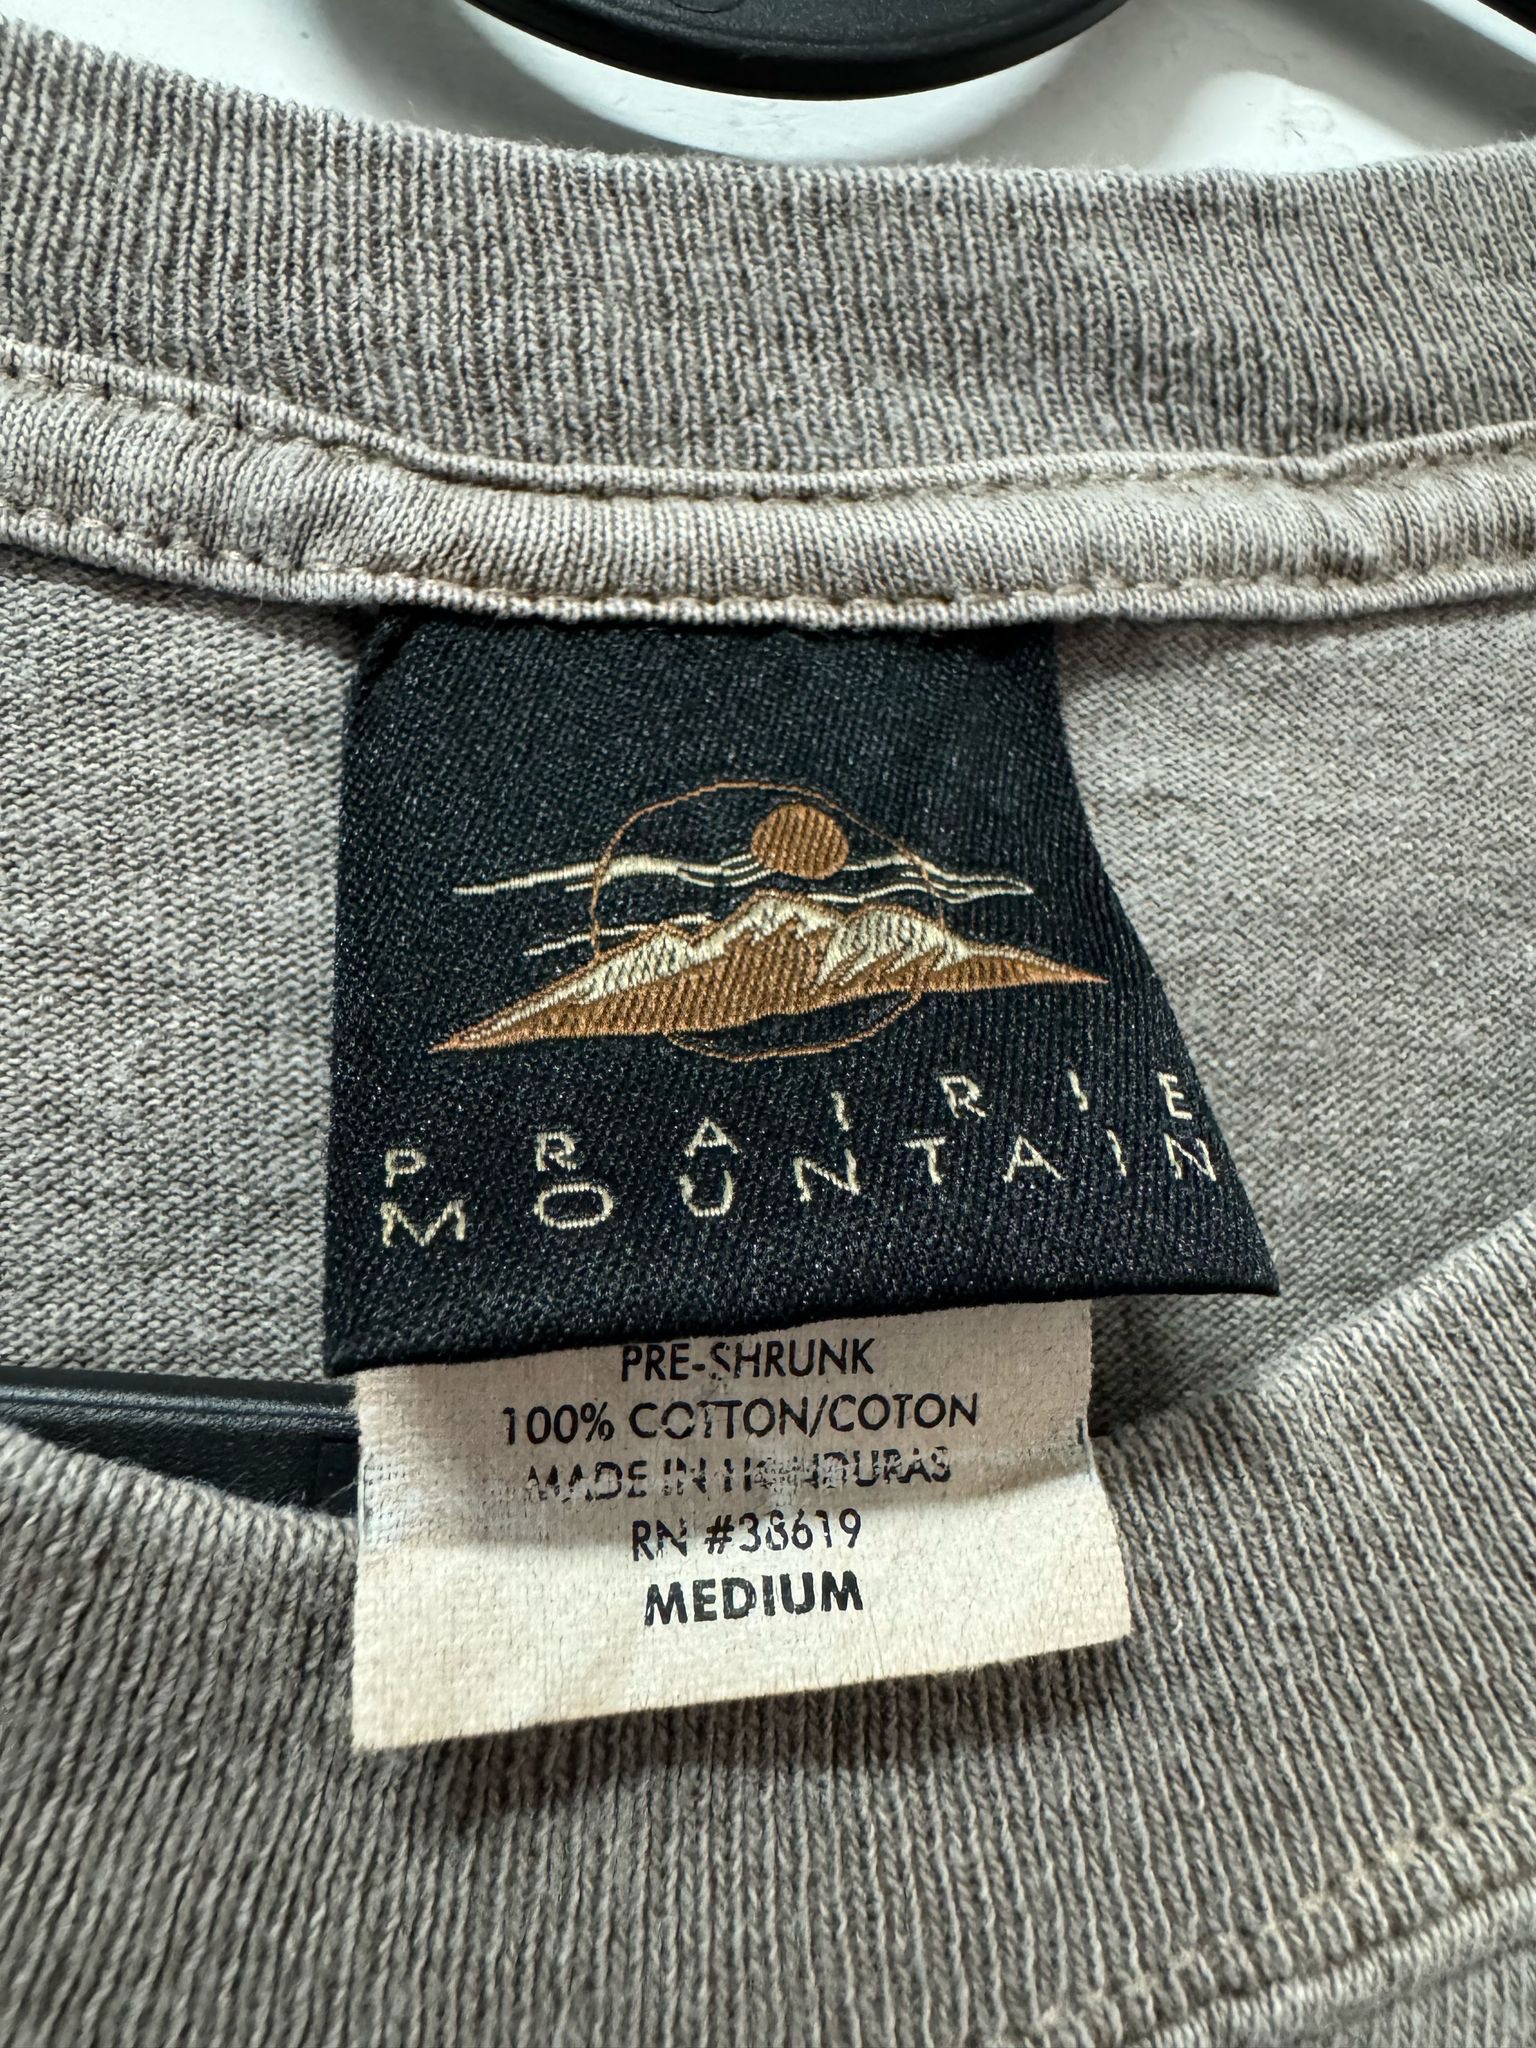 PRAIRIE
MOUNTAIN
PRE-SHRUNK
100% COTTON/COTON
MADE IN HONDURAS
RN #38619
MEDIUM